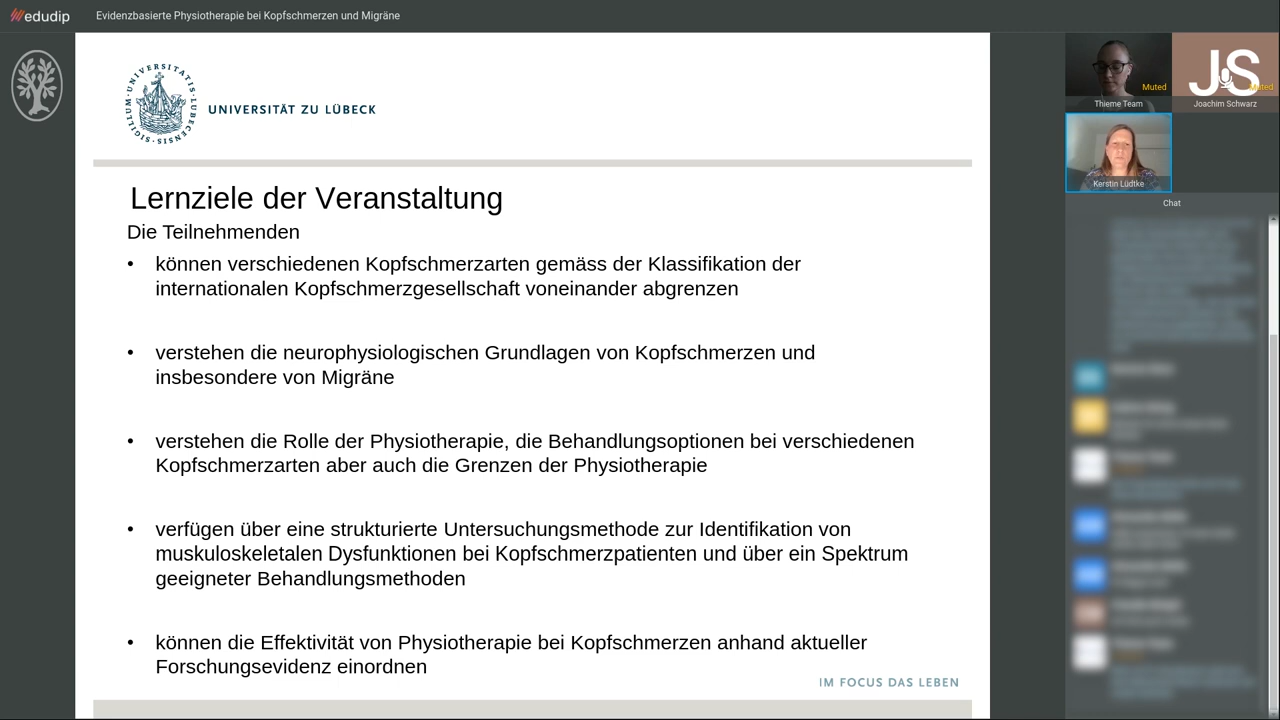 edudip
Evidenzbasierte Physiotherapie bei Kopfschmerzen und Migräne
SIGILLUM UNIVERSITATIS LUBECENSIS
UNIVERSITÄT ZU LÜBECK
Lernziele der Veranstaltung
Die Teilnehmenden
• können verschiedenen Kopfschmerzarten gemäss der Klassifikation der
internationalen Kopfschmerzgesellschaft voneinander abgrenzen
• verstehen die neurophysiologischen Grundlagen von Kopfschmerzen und
insbesondere von Migräne
• verstehen die Rolle der Physiotherapie, die Behandlungsoptionen bei verschiedenen
Kopfschmerzarten aber auch die Grenzen der Physiotherapie
• verfügen über eine strukturierte Untersuchungsmethode zur Identifikation von
muskuloskeletalen Dysfunktionen bei Kopfschmerzpatienten und über ein Spektrum
geeigneter Behandlungsmethoden
• können die Effektivität von Physiotherapie bei Kopfschmerzen anhand aktueller
Forschungsevidenz einordnen
IM FOCUS DAS LEBEN
Muted
Thieme Team
JS
Muted
Joachim Schwarz
Kerstin Lüdtke
Chat